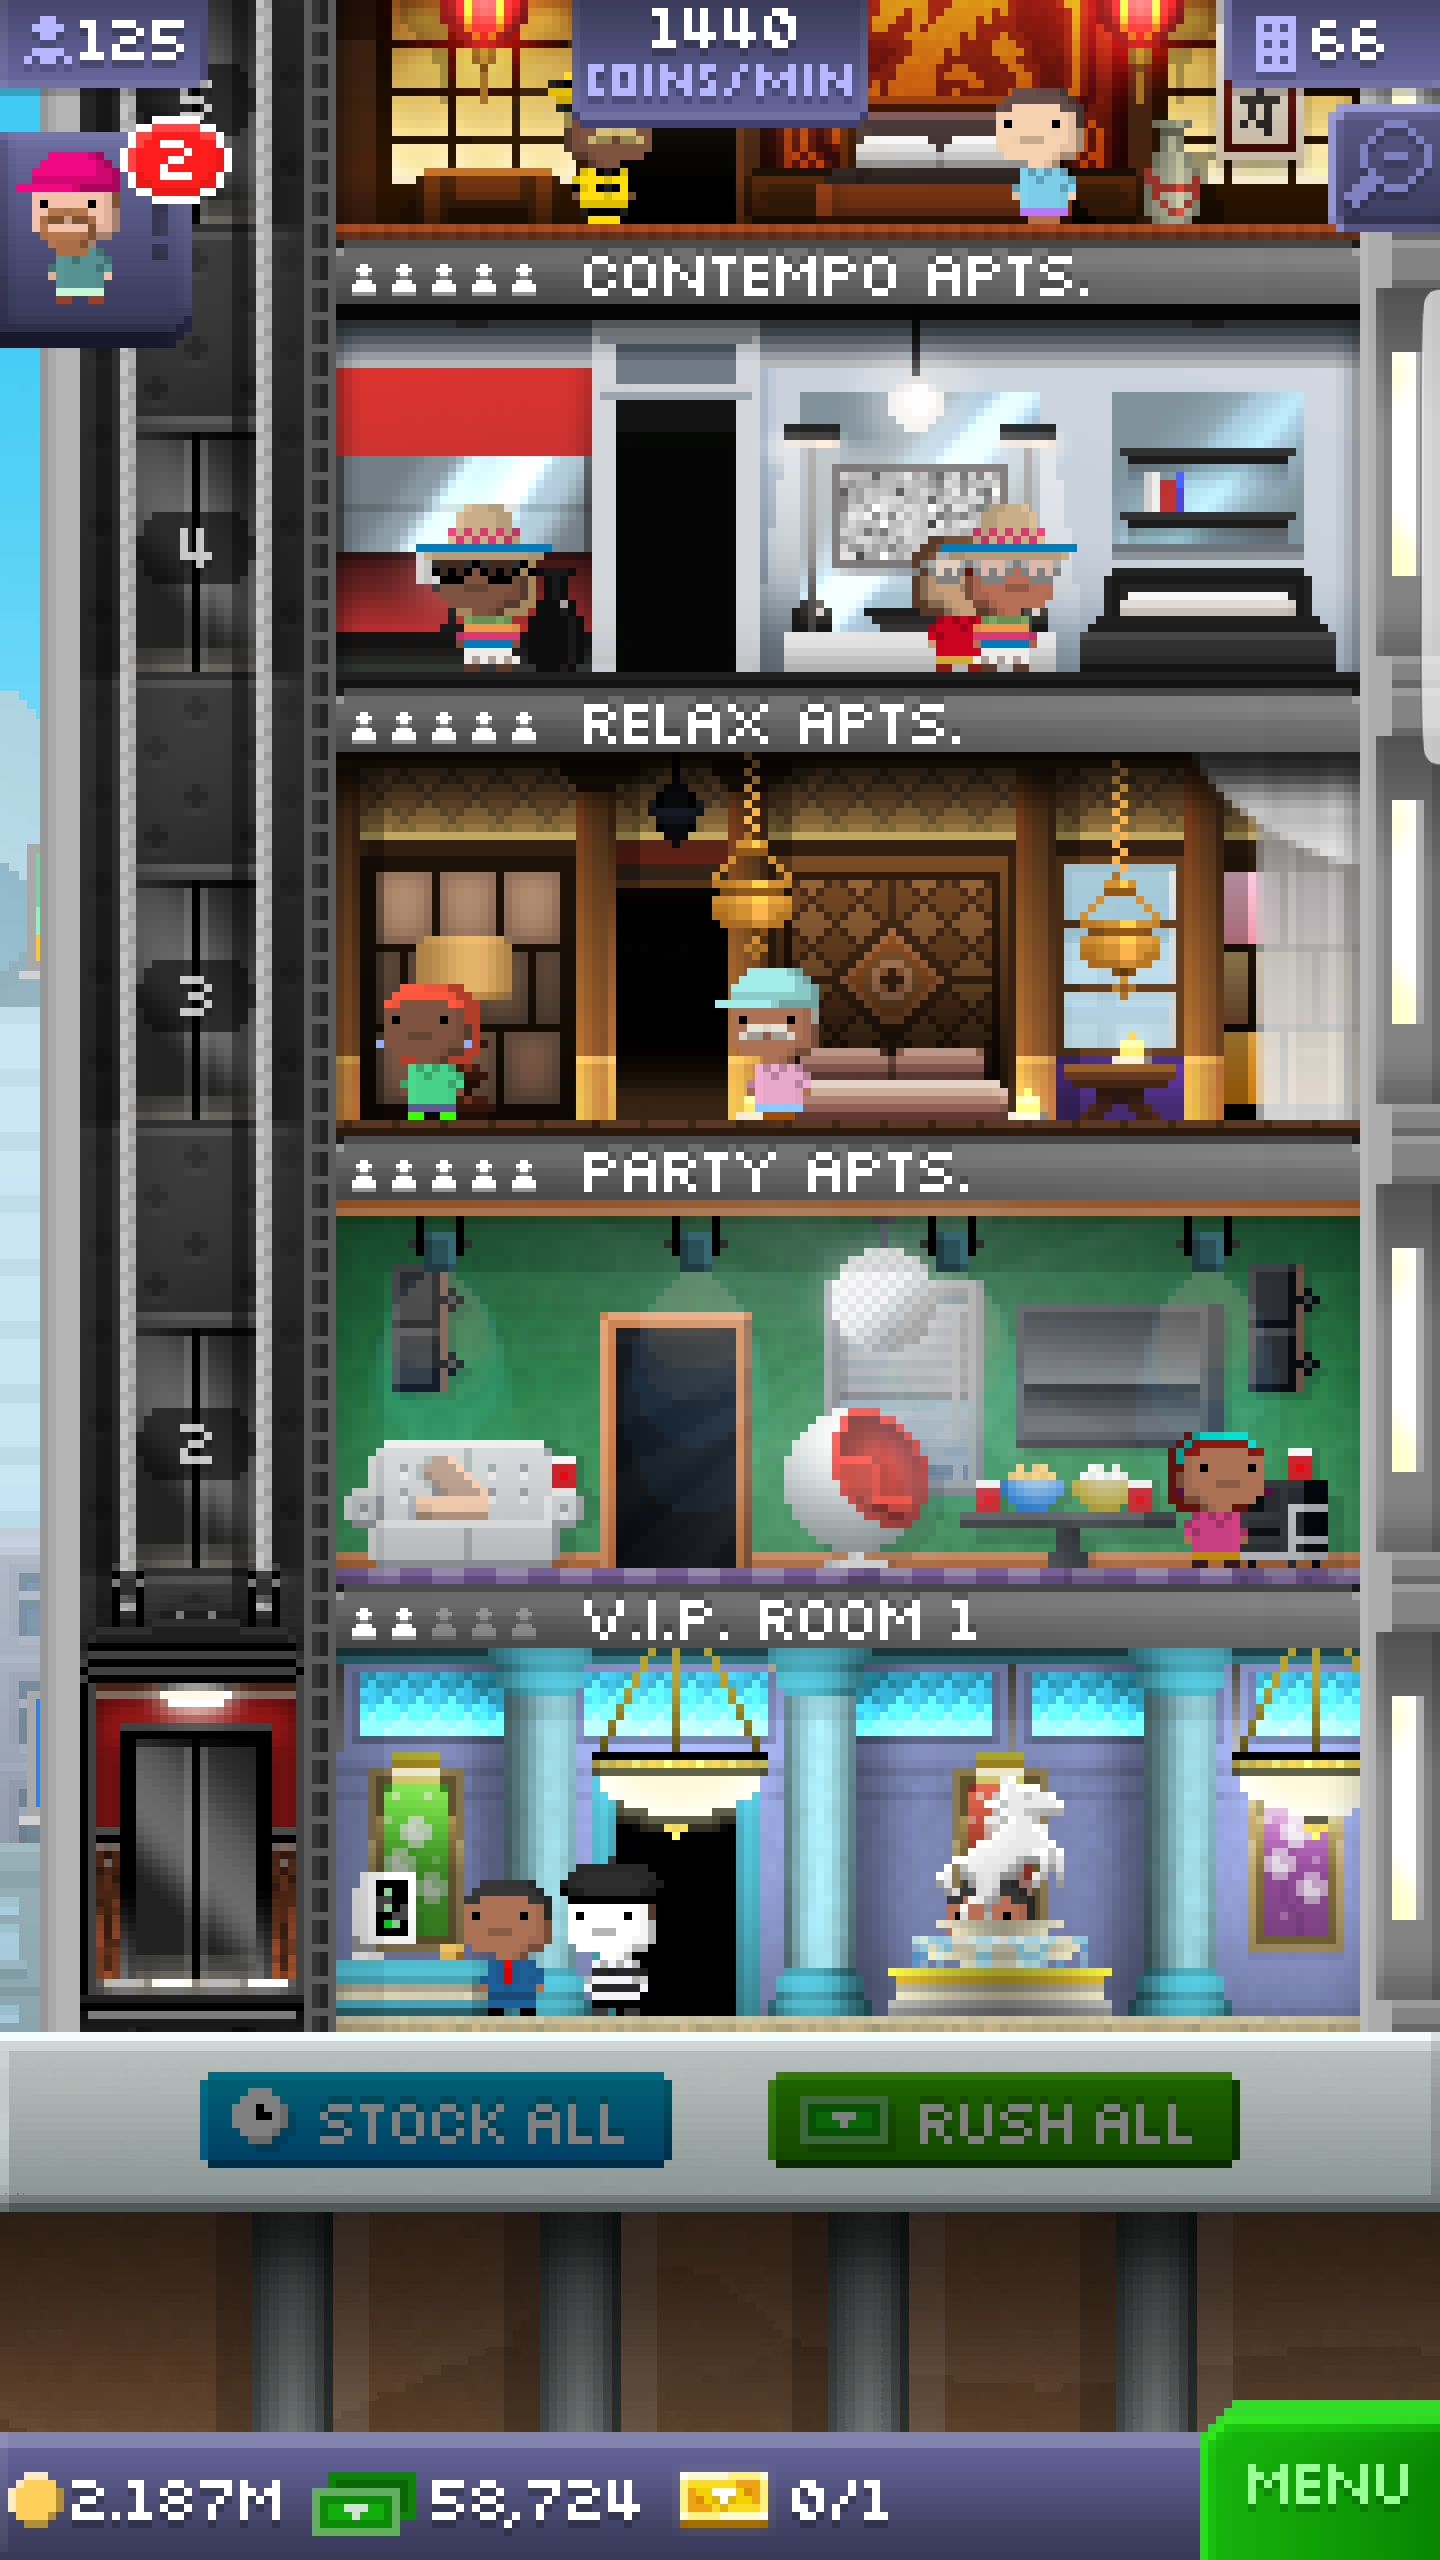 125
1440
COINS/MIN
66
5
2
CONTEMPO APTS.
4
RELAX APTS.
3
PARTY APTS.
2
V.I.P. ROOM 1
STOCK ALL
RUSH ALL
2.187M
58,724
0/1
MENU